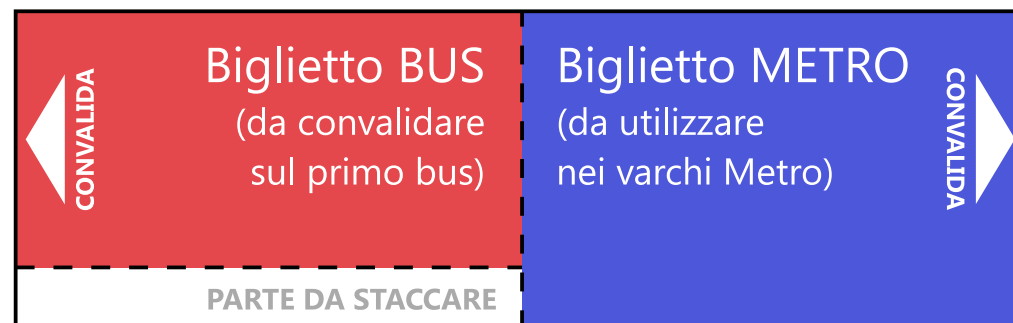 CONVALIDA
Biglietto BUS
(da convalidare
sul primo bus)
PARTE DA STACCARE
Biglietto METRO
(da utilizzare
nei varchi Metro)
CONVALIDA